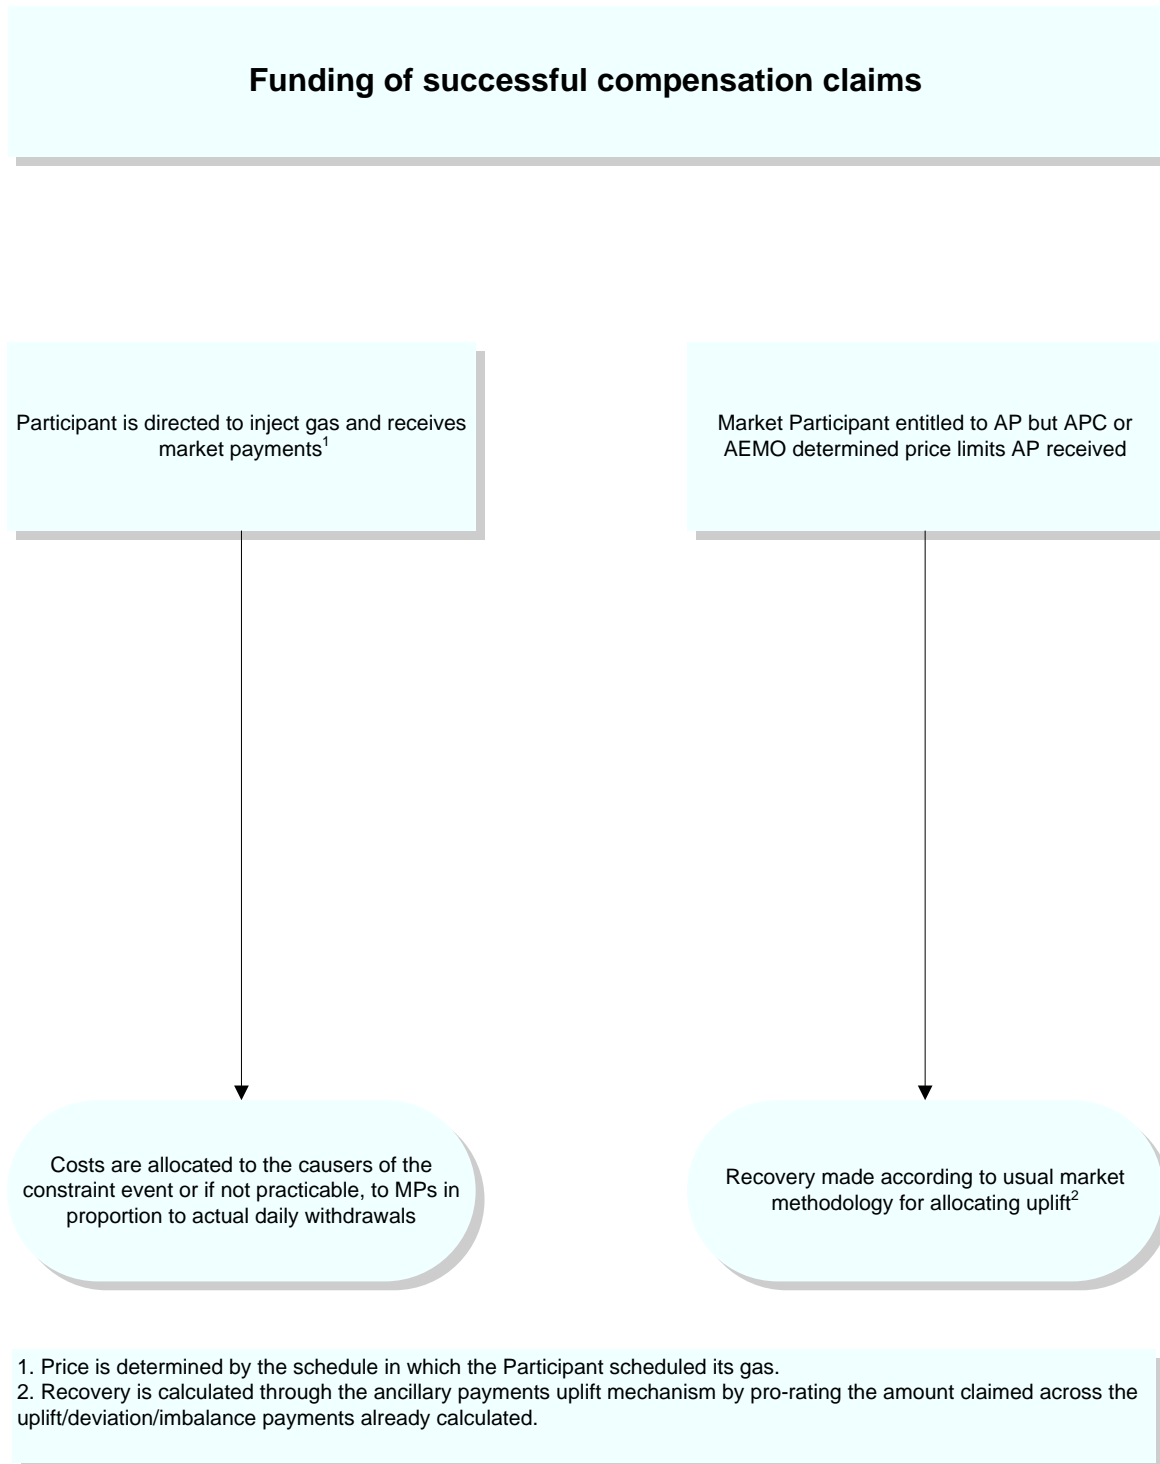 Funding of successful compensation claims
Participant is directed to inject gas and receives
market payments1
Market Participant entitled to AP but APC or
AEMO determined price limits AP received
Costs are allocated to the causers of the
constraint event or if not practicable, to MPs in
proportion to actual daily withdrawals
Recovery made according to usual market
methodology for allocating uplift2
1. Price is determined by the schedule in which the Participant scheduled its gas.
2. Recovery is calculated through the ancillary payments uplift mechanism by pro-rating the amount claimed across the
uplift/deviation/imbalance payments already calculated.